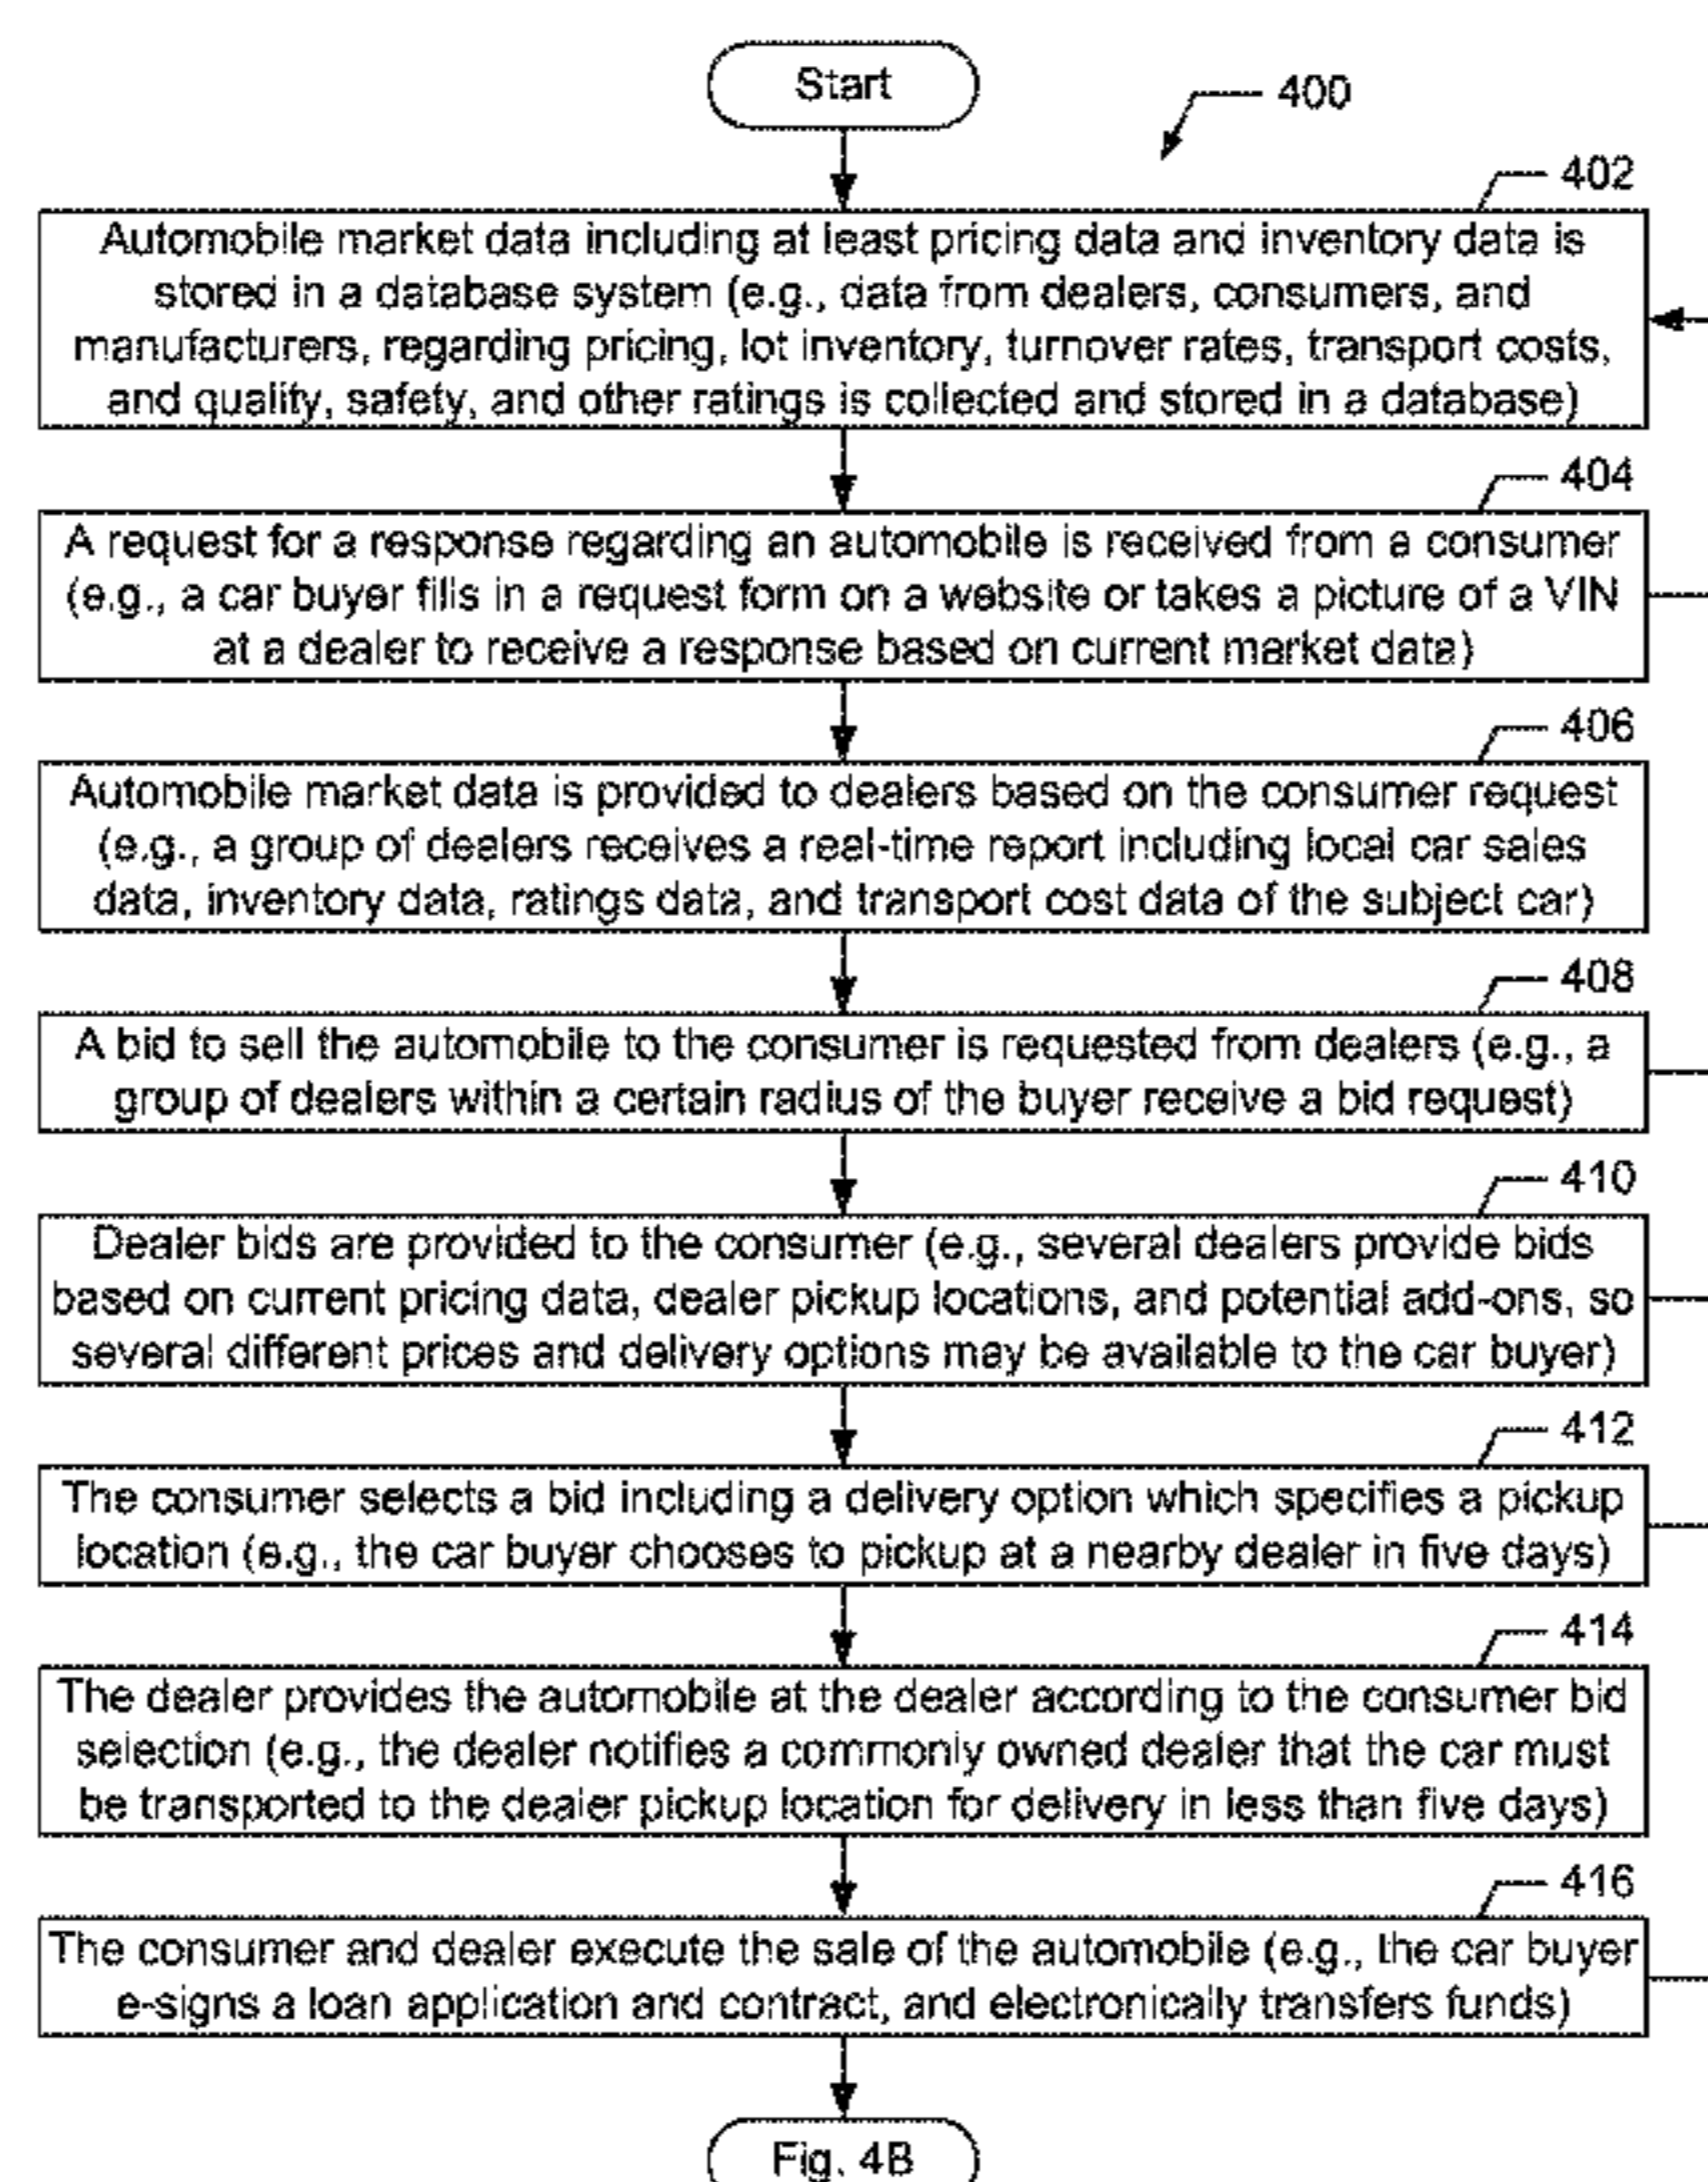 Start
400
402
Automobile market data including at least pricing data and inventory data is
stored in a database system (e.g., data from dealers, consumers, and
manufacturers, regarding pricing, lot inventory, turnover rates, transport costs,
and quality, safety, and other ratings is collected and stored in a database)
404
A request for a response regarding an automobile is received from a consumer
(e.g., a car buyer fills in a request form on a website or takes a picture of a VIN
at a dealer to receive a response based on current market data)
406
Automobile market data is provided to dealers based on the consumer request
(e.g., a group of dealers receives a real-time report including local car sales
data, inventory data, ratings data, and transport cost data of the subject car)
408
A bid to sell the automobile to the consumer is requested from dealers (e.g., a
group of dealers within a certain radius of the buyer receive a bid request)
410
Dealer bids are provided to the consumer (e.g., several dealers provide bids
based on current pricing data, dealer pickup locations, and potential add-ons, so
several different prices and delivery options may be available to the car buyer)
412
The consumer selects a bid including a delivery option which specifies a pickup
location (e.g., the car buyer chooses to pickup at a nearby dealer in five days)
414
The dealer provides the automobile at the dealer according to the consumer bid
selection (e.g., the dealer notifies a commonly owned dealer that the car must
be transported to the dealer pickup location for delivery in less than five days)
416
The consumer and dealer execute the sale of the automobile (e.g., the car buyer
e-signs a loan application and contract, and electronically transfers funds)
Fig. 4B